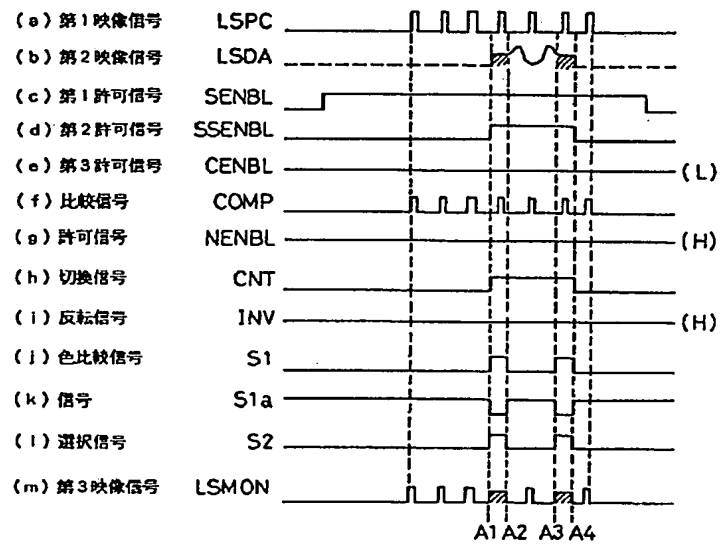 (a) 第1映像信号 LSPC
(b) 第2映像信号 LSDA
(c) 第1許可信号 SENBL
(d) 第2許可信号 SSENBL
(e) 第3許可信号 CENBL (L)
(f) 比較信号 COMP
(g) 許可信号 NENBL (H)
(h) 切換信号 CNT
(i) 反転信号 INV (H)
(j) 色比較信号 S1
(k) 信号 S1a
(l) 選択信号 S2
(m) 第3映像信号 LSMON
A1 A2 A3 A4